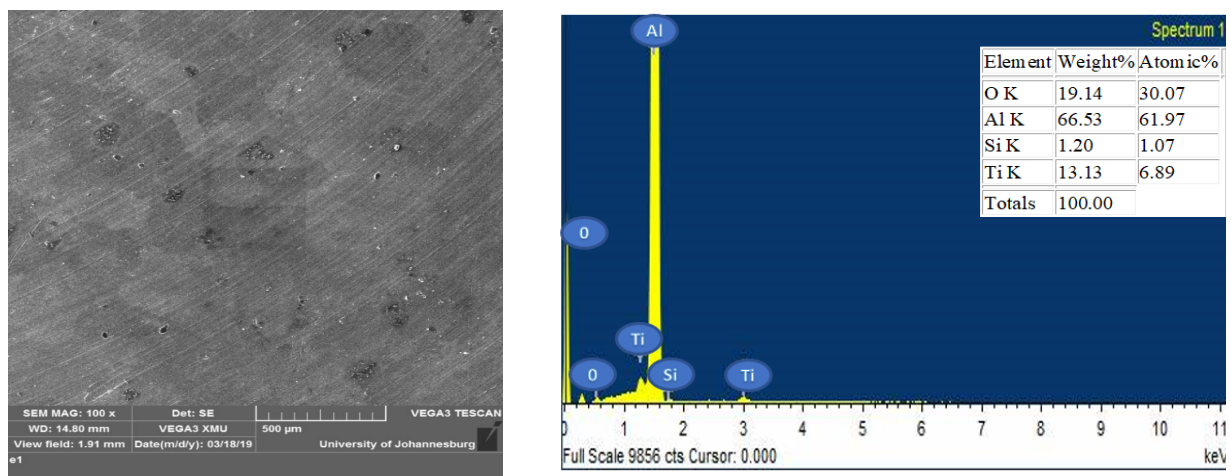 SEM MAG: 100 x Det: SE VEGA3 TESCAN
WD: 14.80 mm VEGA3 XMU 500 µm
View field: 1.91 mm Date(m/d/y): 03/18/19 University of Johannesburg
e1
Al
Spectrum 1
Element Weight% Atomic%
O K 19.14 30.07
Al K 66.53 61.97
Si K 1.20 1.07
Ti K 13.13 6.89
Totals 100.00
0
Ti
0 Si Ti
0 1 2 3 4 5 6 7 8 9 10 11
Full Scale 9856 cts Cursor: 0.000 keV